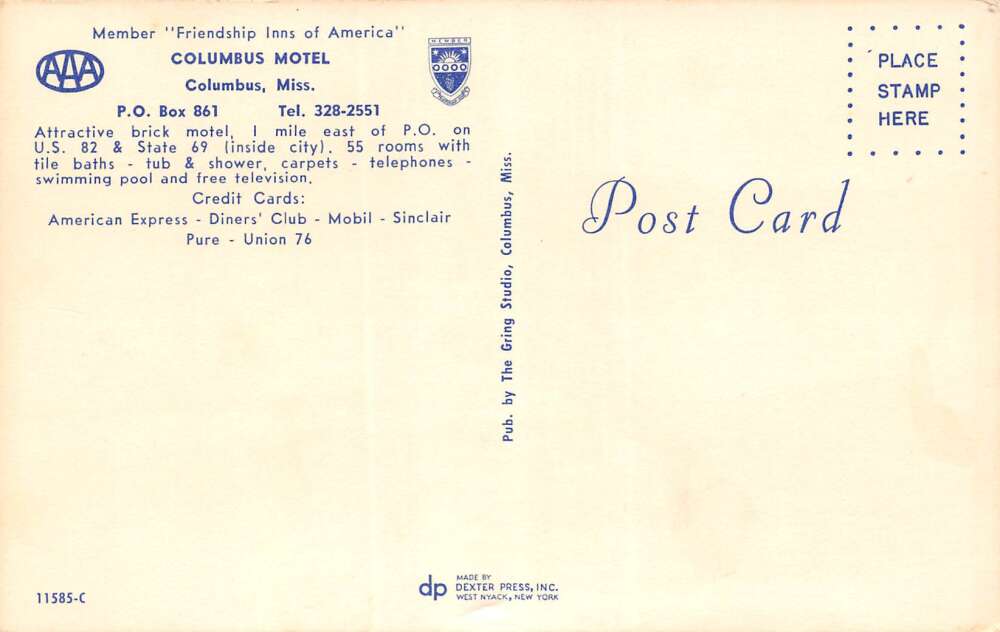 Member "Friendship Inns of America"
AAA
COLUMBUS MOTEL
Columbus, Miss.
P.O. Box 861 Tel. 328-2551
MEMBER
Attractive brick motel, 1 mile east of P.O. on
U.S. 82 & State 69 (inside city). 55 rooms with
tile baths - tub & shower, carpets - telephones -
swimming pool and free television.
Credit Cards:
American Express - Diners' Club - Mobil - Sinclair
Pure - Union 76
Pub. by The Gring Studio, Columbus, Miss.
PLACE
STAMP
HERE
Post Card
11585-C
dp
MADE BY
DEXTER PRESS, INC.
WEST NYACK, NEW YORK